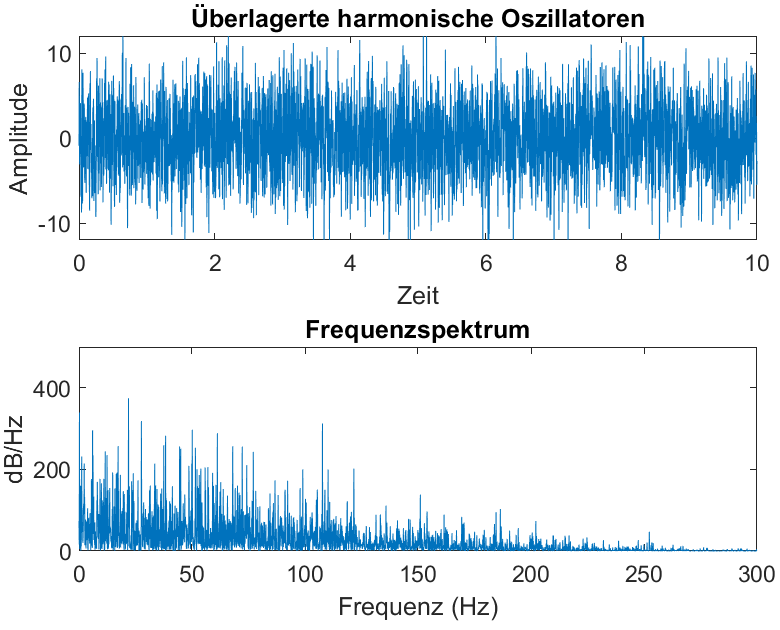 Überlagerte harmonische Oszillatoren
10
0
-10
Amplitude
0 2 4 6 8 10
Zeit
Frequenzspektrum
400
200
0
dB/Hz
0 50 100 150 200 250 300
Frequenz (Hz)